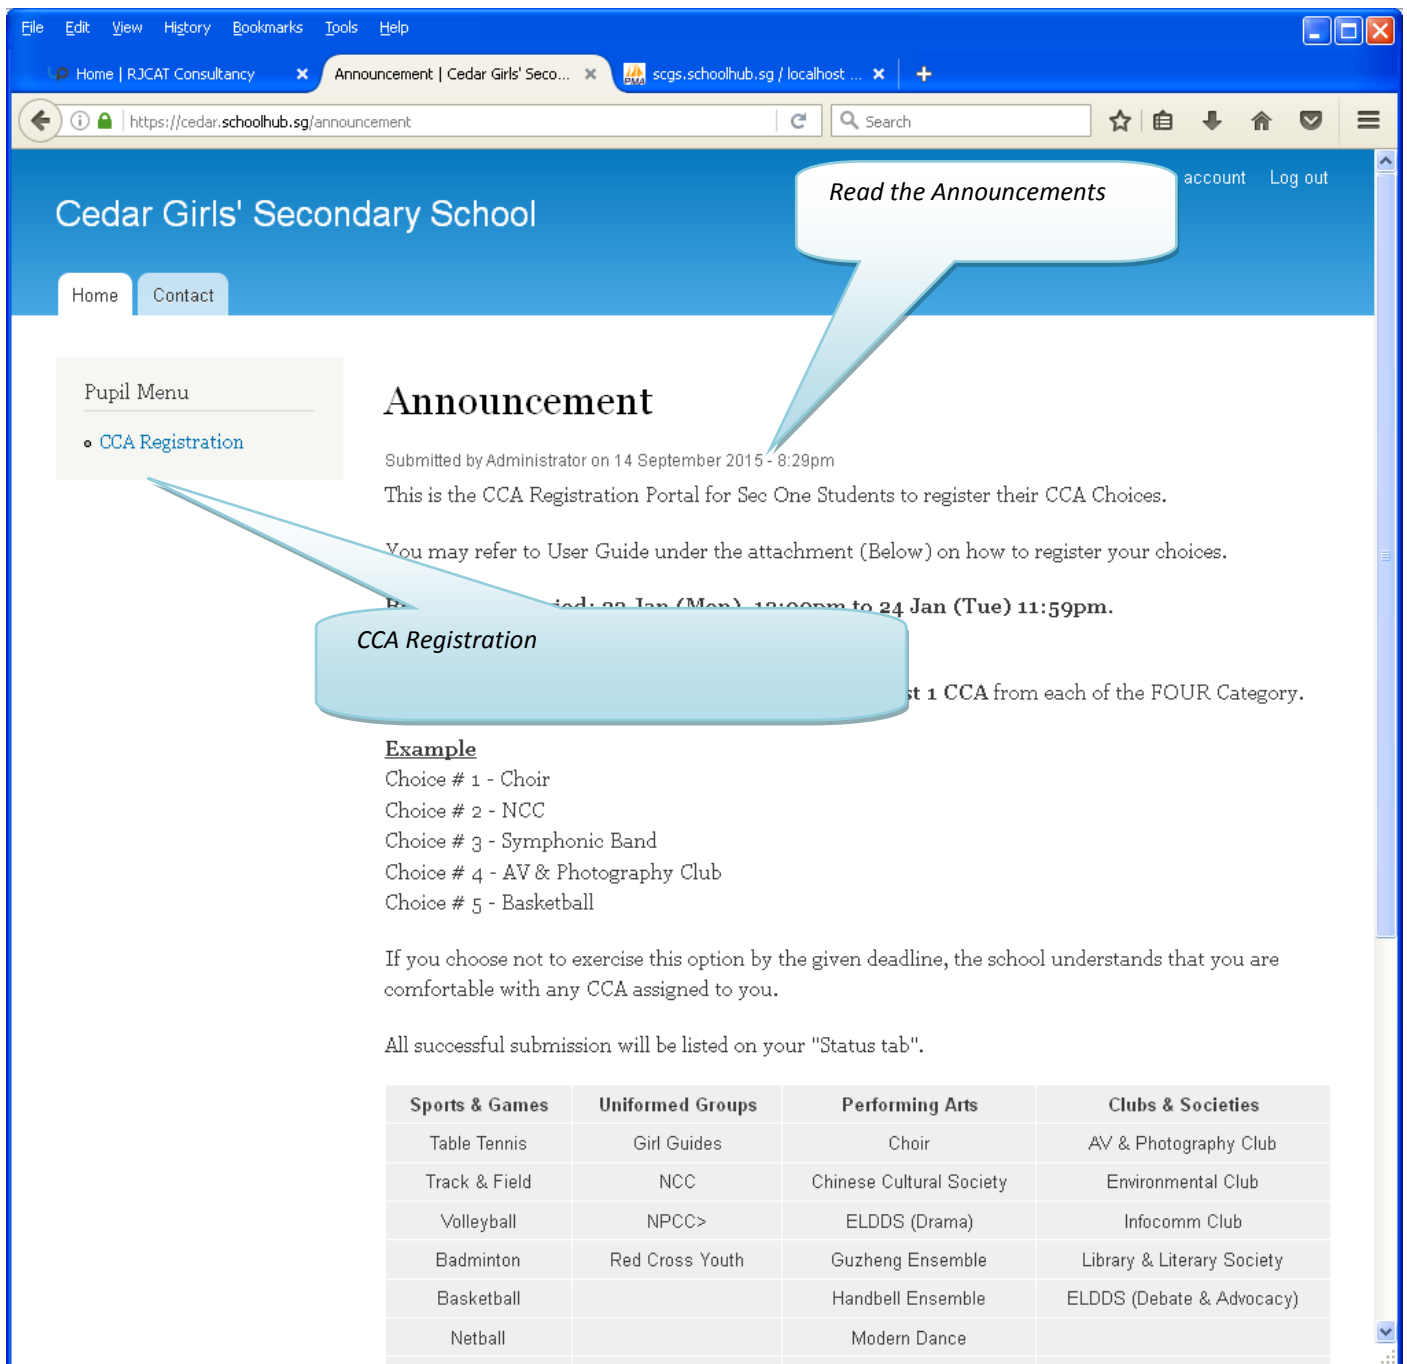 File Edit View History Bookmarks Tools Help
Home | RJCAT Consultancy
Announcement | Cedar Girls' Seco...
scgs.schoolhub.sg / localhost ...
https://cedar.schoolhub.sg/announcement
Search
account Log out
Read the Announcements
Cedar Girls' Secondary School
Home Contact
Pupil Menu
CCA Registration
Announcement
Submitted by Administrator on 14 September 2015 - 8:29pm
This is the CCA Registration Portal for Sec One Students to register their CCA Choices.
You may refer to User Guide under the attachment (Below) on how to register your choices.
Jan (Mon), 12:00pm to 24 Jan (Tue) 11:59pm.
CCA Registration
1 CCA from each of the FOUR Category.
Example
Choice # 1 - Choir
Choice # 2 - NCC
Choice # 3 - Symphonic Band
Choice # 4 - AV & Photography Club
Choice # 5 - Basketball
If you choose not to exercise this option by the given deadline, the school understands that you are
comfortable with any CCA assigned to you.
All successful submission will be listed on your "Status tab".
Sports & Games Uniformed Groups Performing Arts Clubs & Societies
Table Tennis Girl Guides Choir AV & Photography Club
Track & Field NCC Chinese Cultural Society Environmental Club
Volleyball NPCC> ELDDS (Drama) Infocomm Club
Badminton Red Cross Youth Guzheng Ensemble Library & Literary Society
Basketball Handbell Ensemble ELDDS (Debate & Advocacy)
Netball Modern Dance